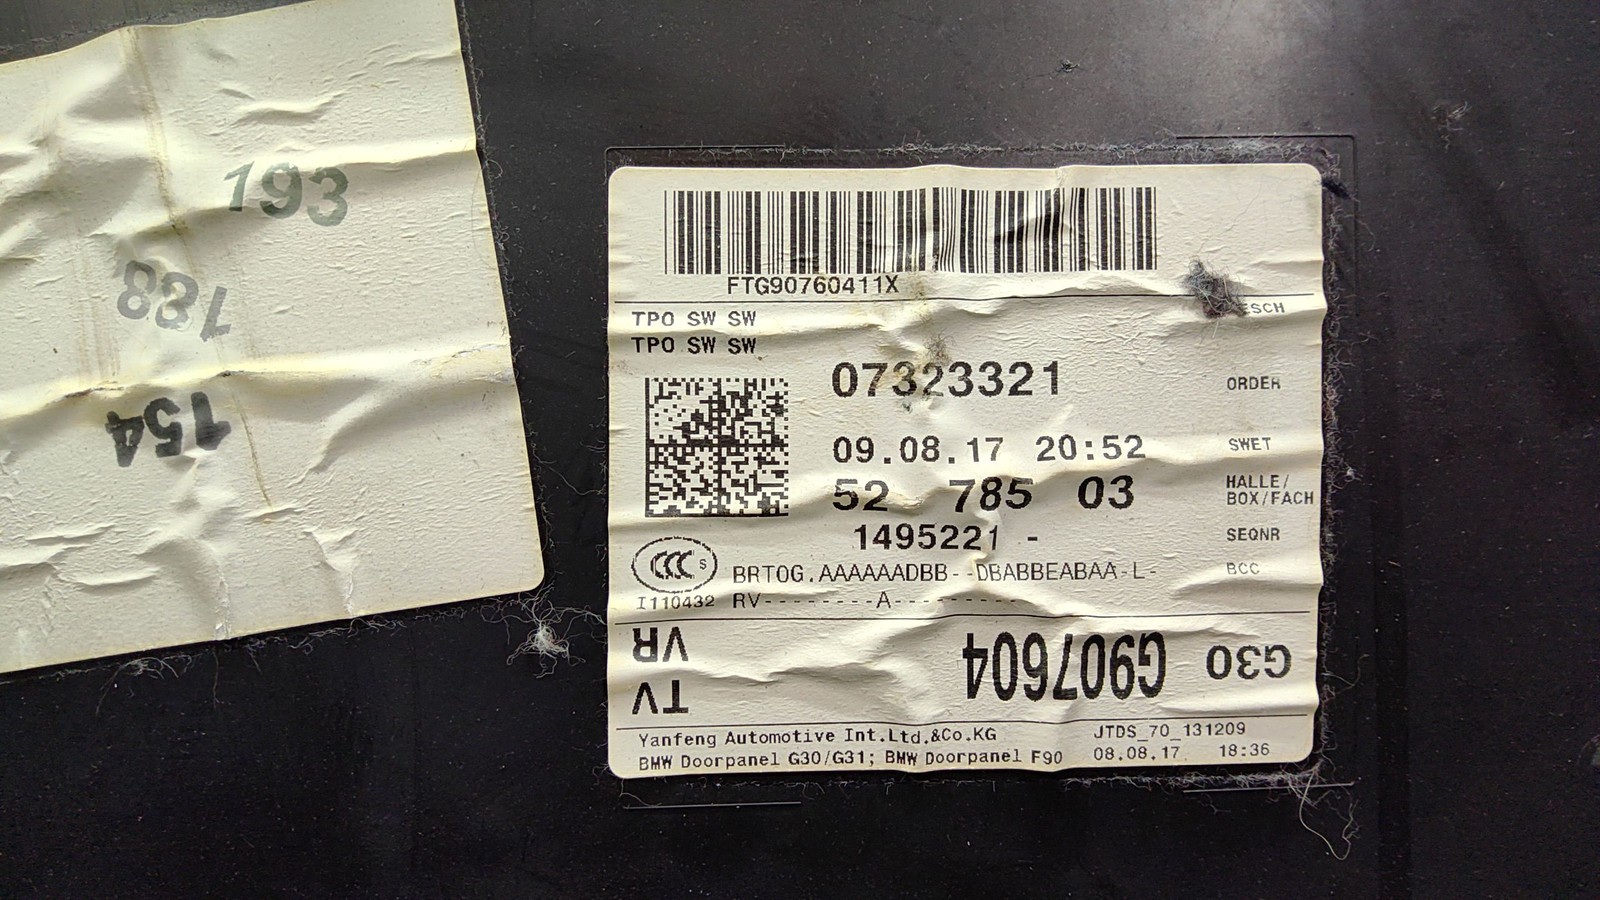 193
188
154
FTG90760411X
TPO SW SW
TPO SW SW
07323321 ORDER
09.08.17 20:52 SWET
52 785 03 HALLE/
BOX/FACH
1495221 - SEQNR
CCC S
BRTOG.AAAAAADBB--DBABBEABAA-L- BCC
I110432 RV--------A---------
VR
G907604 G30
TV
Yanfeng Automotive Int.Ltd.&Co.KG JTDS_70_131209
BMW Doorpanel G30/G31; BMW Doorpanel F90 08.08.17 18:36